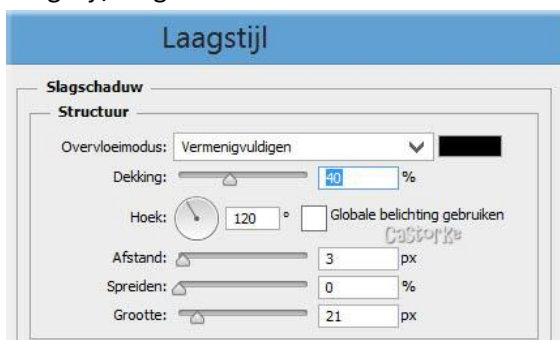 Laagstijl
Slagschaduw
Structuur
Overvloeimodus: Vermenigvuldigen
Dekking: 40 %
Hoek: 120 ° Globale belichting gebruiken
Castorke
Afstand: 3 px
Spreiden: 0 %
Grootte: 21 px